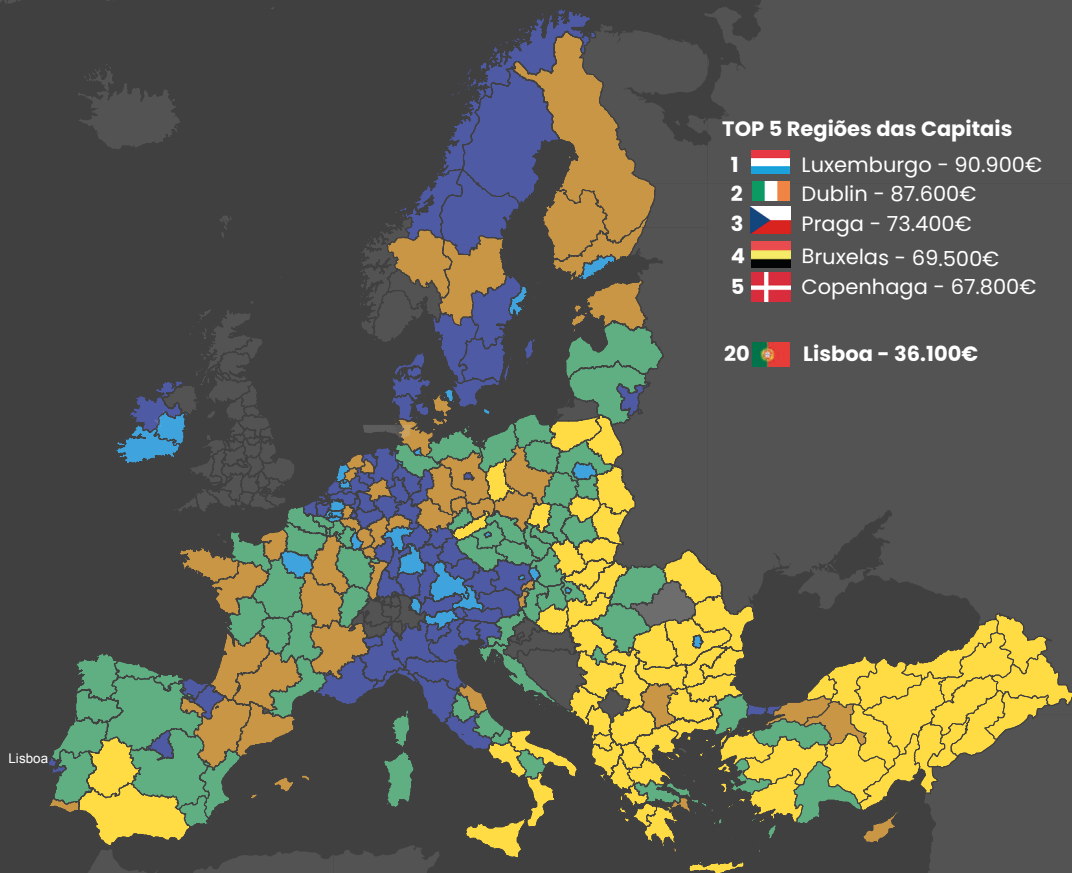 TOP 5 Regiões das Capitais
1 Luxemburgo - 90.900€
2 Dublin - 87.600€
3 Praga - 73.400€
4 Bruxelas - 69.500€
5 Copenhaga - 67.800€
20 Lisboa - 36.100€
Lisboa